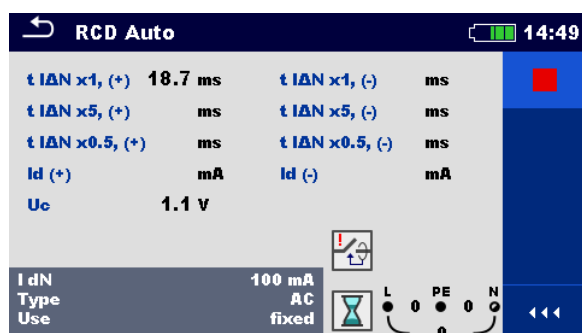 RCD Auto 14:49
t IΔN x1, (+) 18.7 ms t IΔN x1, (-) ms
t IΔN x5, (+) ms t IΔN x5, (-) ms
t IΔN x0.5, (+) ms t IΔN x0.5, (-) ms
Id (+) mA Id (-) mA
Uc 1.1 V
I dN 100 mA
Type AC
Use fixed
L PE N
0 0
0